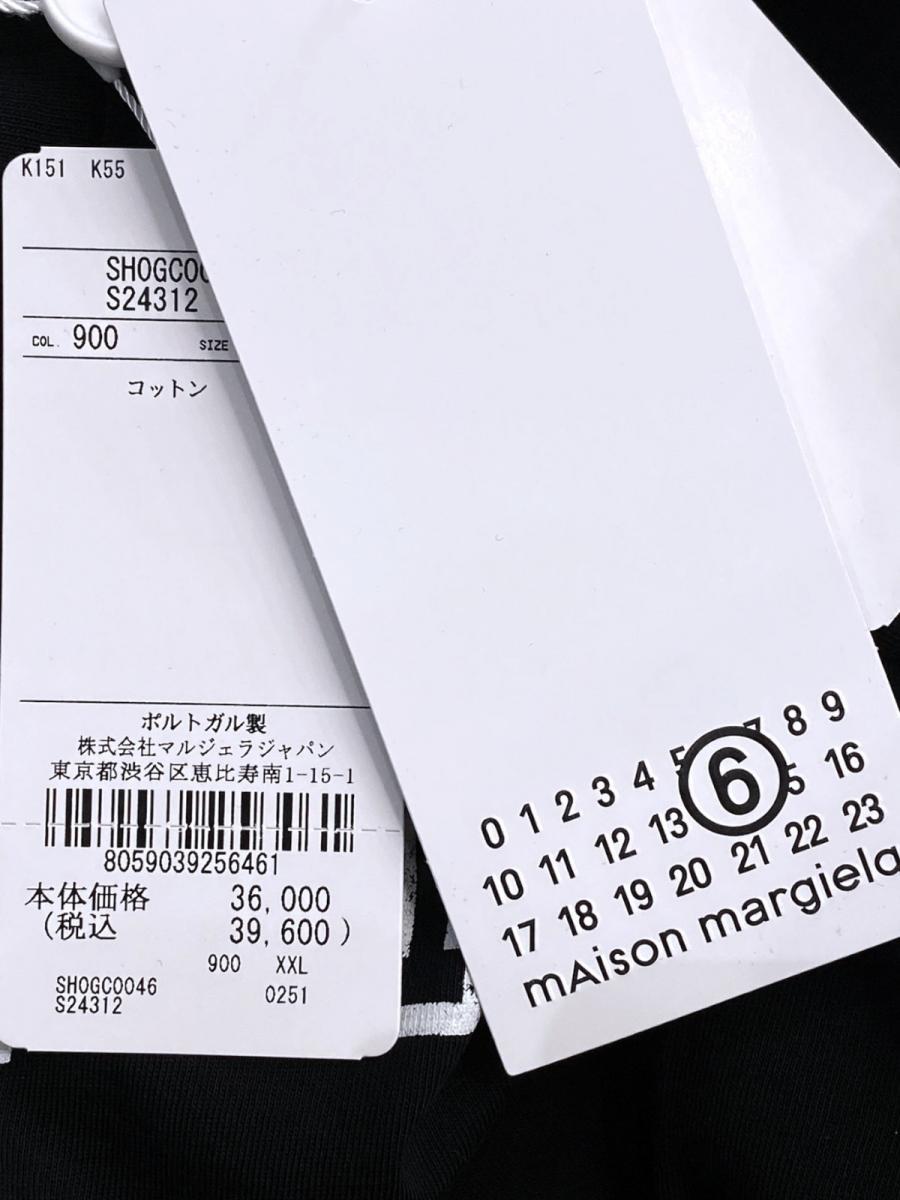 K151 K55
SH0GC00
S24312
COL. 900 SIZE
コットン
ポルトガル製
株式会社マルジェラジャパン
東京都渋谷区恵比寿南1-15-1
8059039256461
本体価格 36,000
(税込 39,600)
900 XXL
SH0GC0046 0251
S24312
0 1 2 3 4 5 6 7 8 9
10 11 12 13 15 16
17 18 19 20 21 22 23
mAison margiela